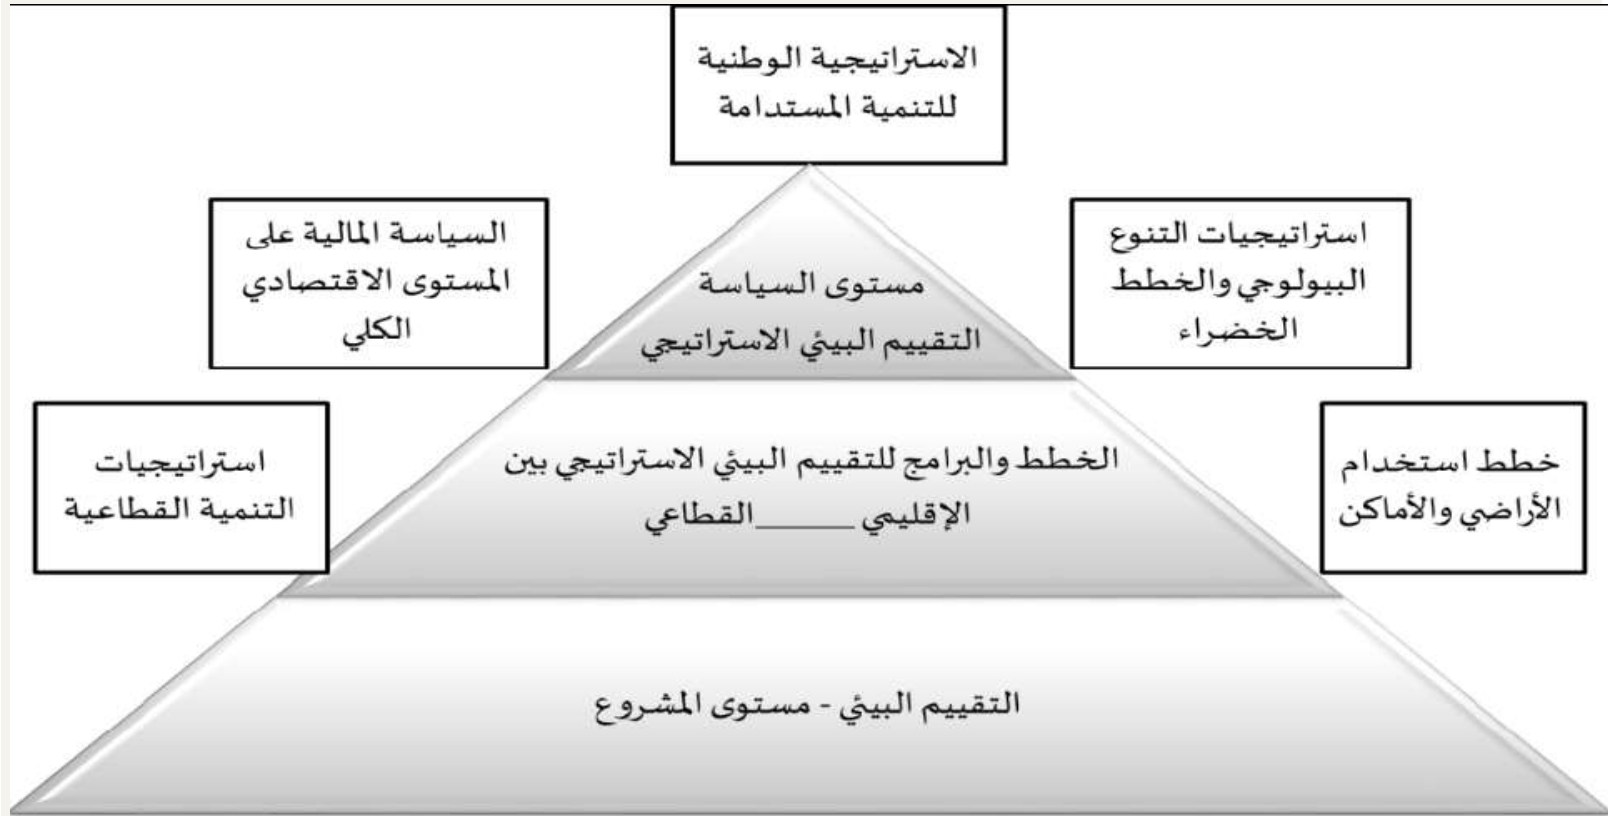 الاستراتيجية الوطنية
للتنمية المستدامة
استراتيجيات التنوع
البيولوجي والخطط
الخضراء
السياسة المالية على
المستوى الاقتصادي
الكلي
مستوى السياسة
التقييم البيئي الاستراتيجي
خطط استخدام
الأراضي والأماكن
استراتيجيات
التنمية القطاعية
الخطط والبرامج للتقييم البيئي الاستراتيجي بين
الإقليمي ______القطاعي
التقييم البيئي - مستوى المشروع